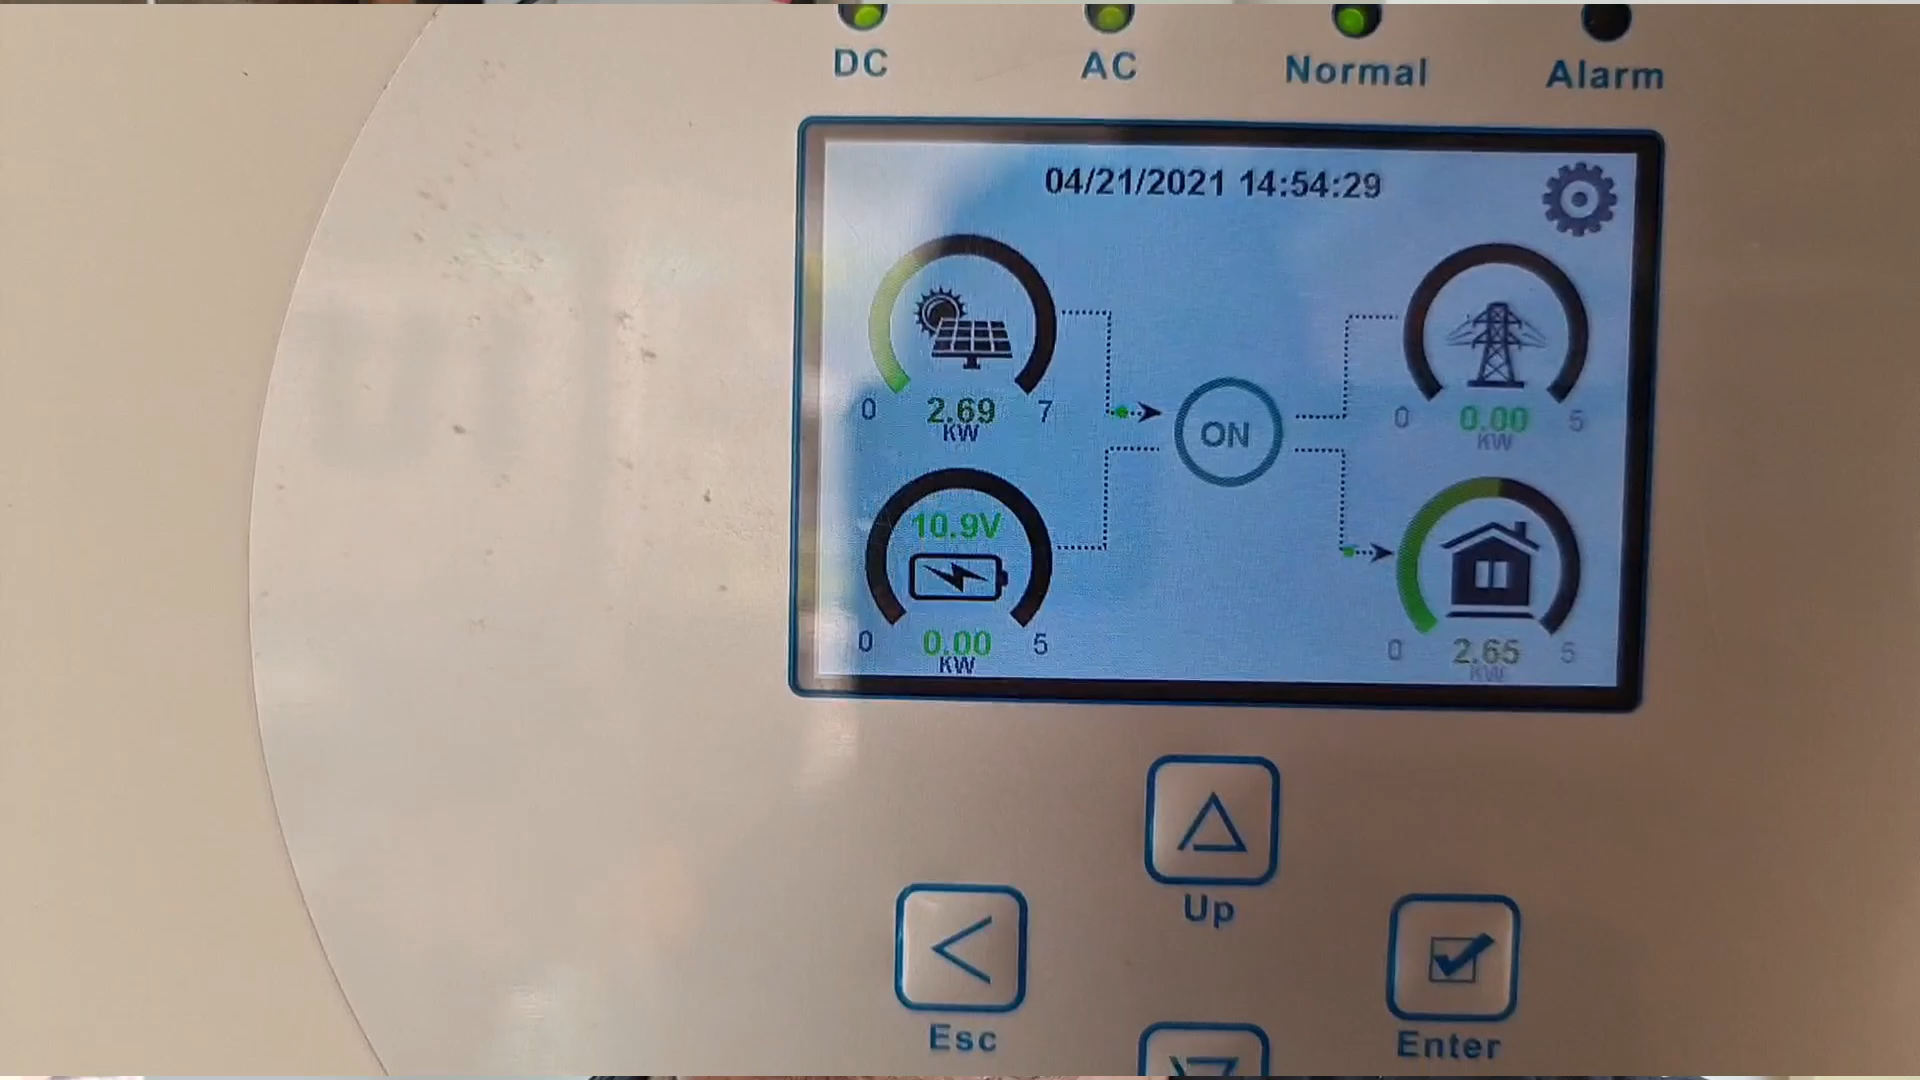 DC AC Normal Alarm
04/21/2021 14:54:29
0 2.69 7
KW
0 0.00 5
KW
ON
10.9V
0 0.00 5
KW
0 2.65 5
KW
Up
Esc
Enter